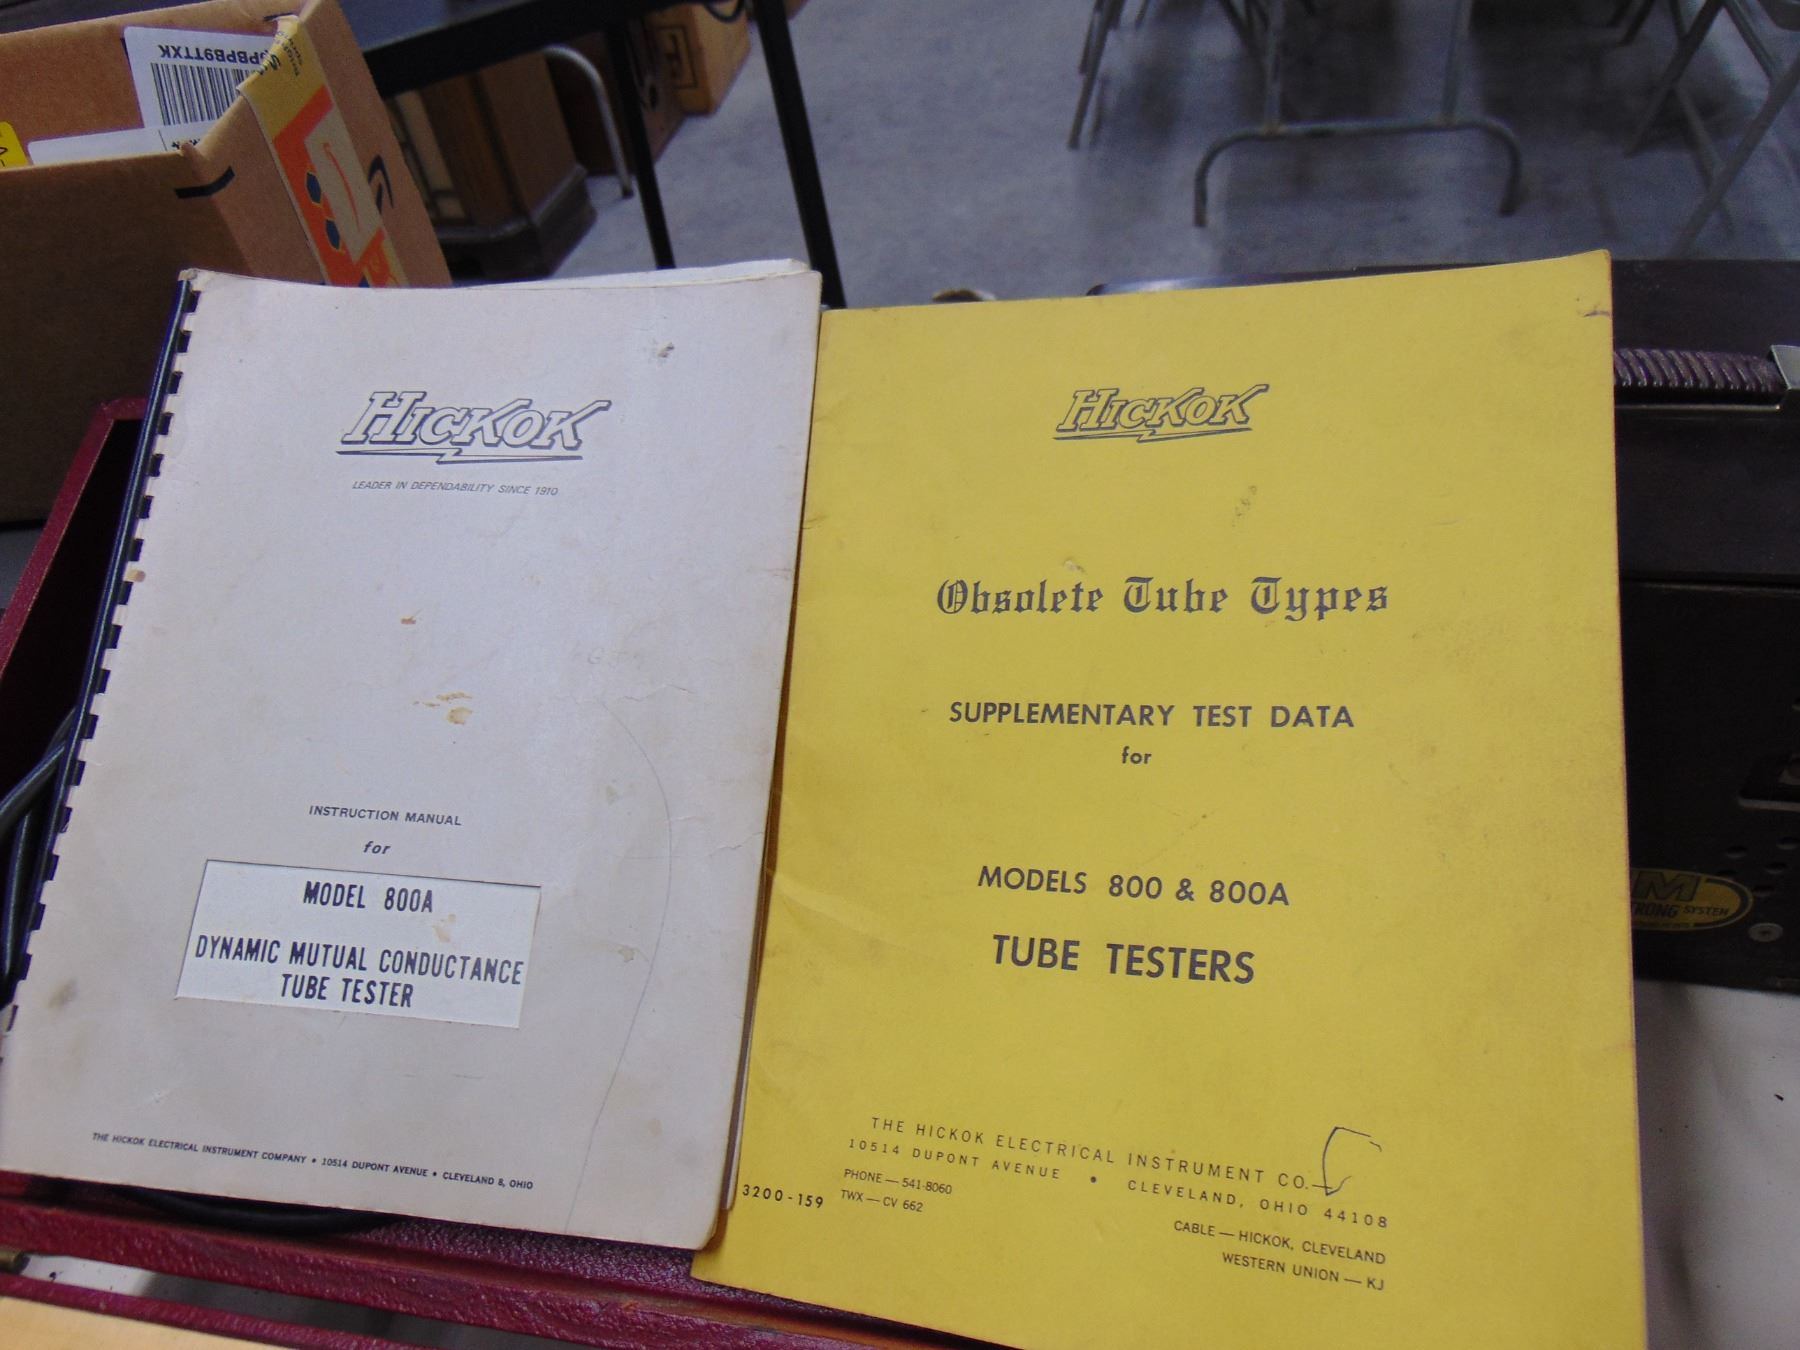 PBPB9TTXK
HICKOK
LEADER IN DEPENDABILITY SINCE 1910
INSTRUCTION MANUAL
for
MODEL 800A
DYNAMIC MUTUAL CONDUCTANCE
TUBE TESTER
THE HICKOK ELECTRICAL INSTRUMENT COMPANY • 10514 DUPONT AVENUE • CLEVELAND 8, OHIO
HICKOK
Obsolete Tube Types
SUPPLEMENTARY TEST DATA
for
MODELS 800 & 800A
TUBE TESTERS
THE HICKOK ELECTRICAL INSTRUMENT CO.
10514 DUPONT AVENUE • CLEVELAND, OHIO 44108
PHONE — 541-8060
TWX — CV 662
CABLE — HICKOK, CLEVELAND
WESTERN UNION — KJ
3200-159
M
SYSTEM